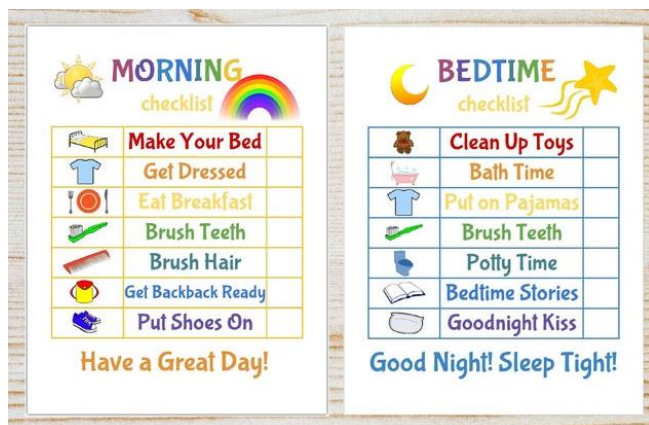 MORNING
checklist
Make Your Bed
Get Dressed
Eat Breakfast
Brush Teeth
Brush Hair
Get Backback Ready
Put Shoes On
Have a Great Day!
BEDTIME
checklist
Clean Up Toys
Bath Time
Put on Pajamas
Brush Teeth
Potty Time
Bedtime Stories
Goodnight Kiss
Good Night! Sleep Tight!